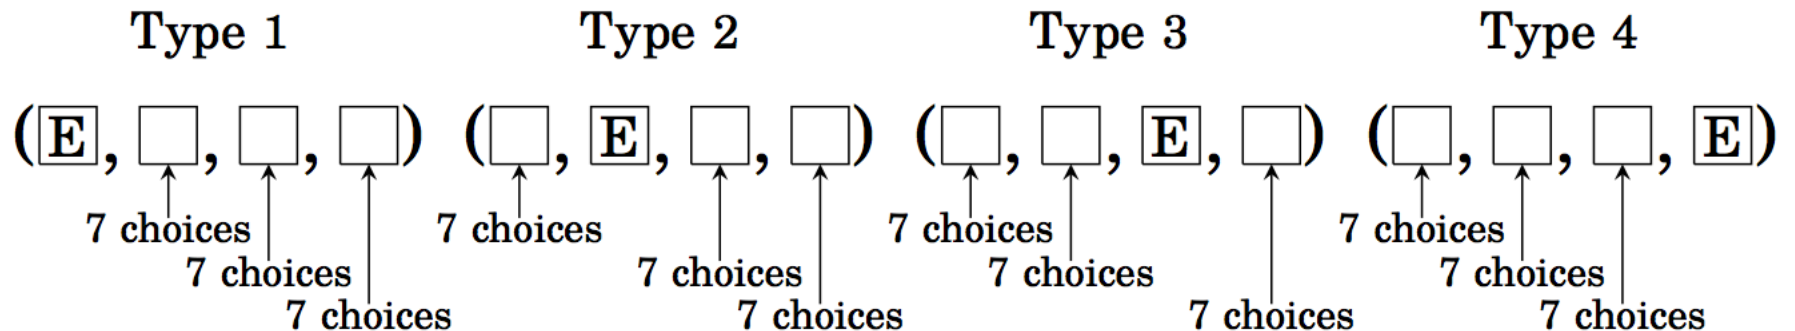 Type 1 Type 2 Type 3 Type 4
(E, , , ) ( , E, , ) ( , , E, ) ( , , , E)
7 choices 7 choices 7 choices 7 choices
7 choices 7 choices 7 choices 7 choices
7 choices 7 choices 7 choices 7 choices